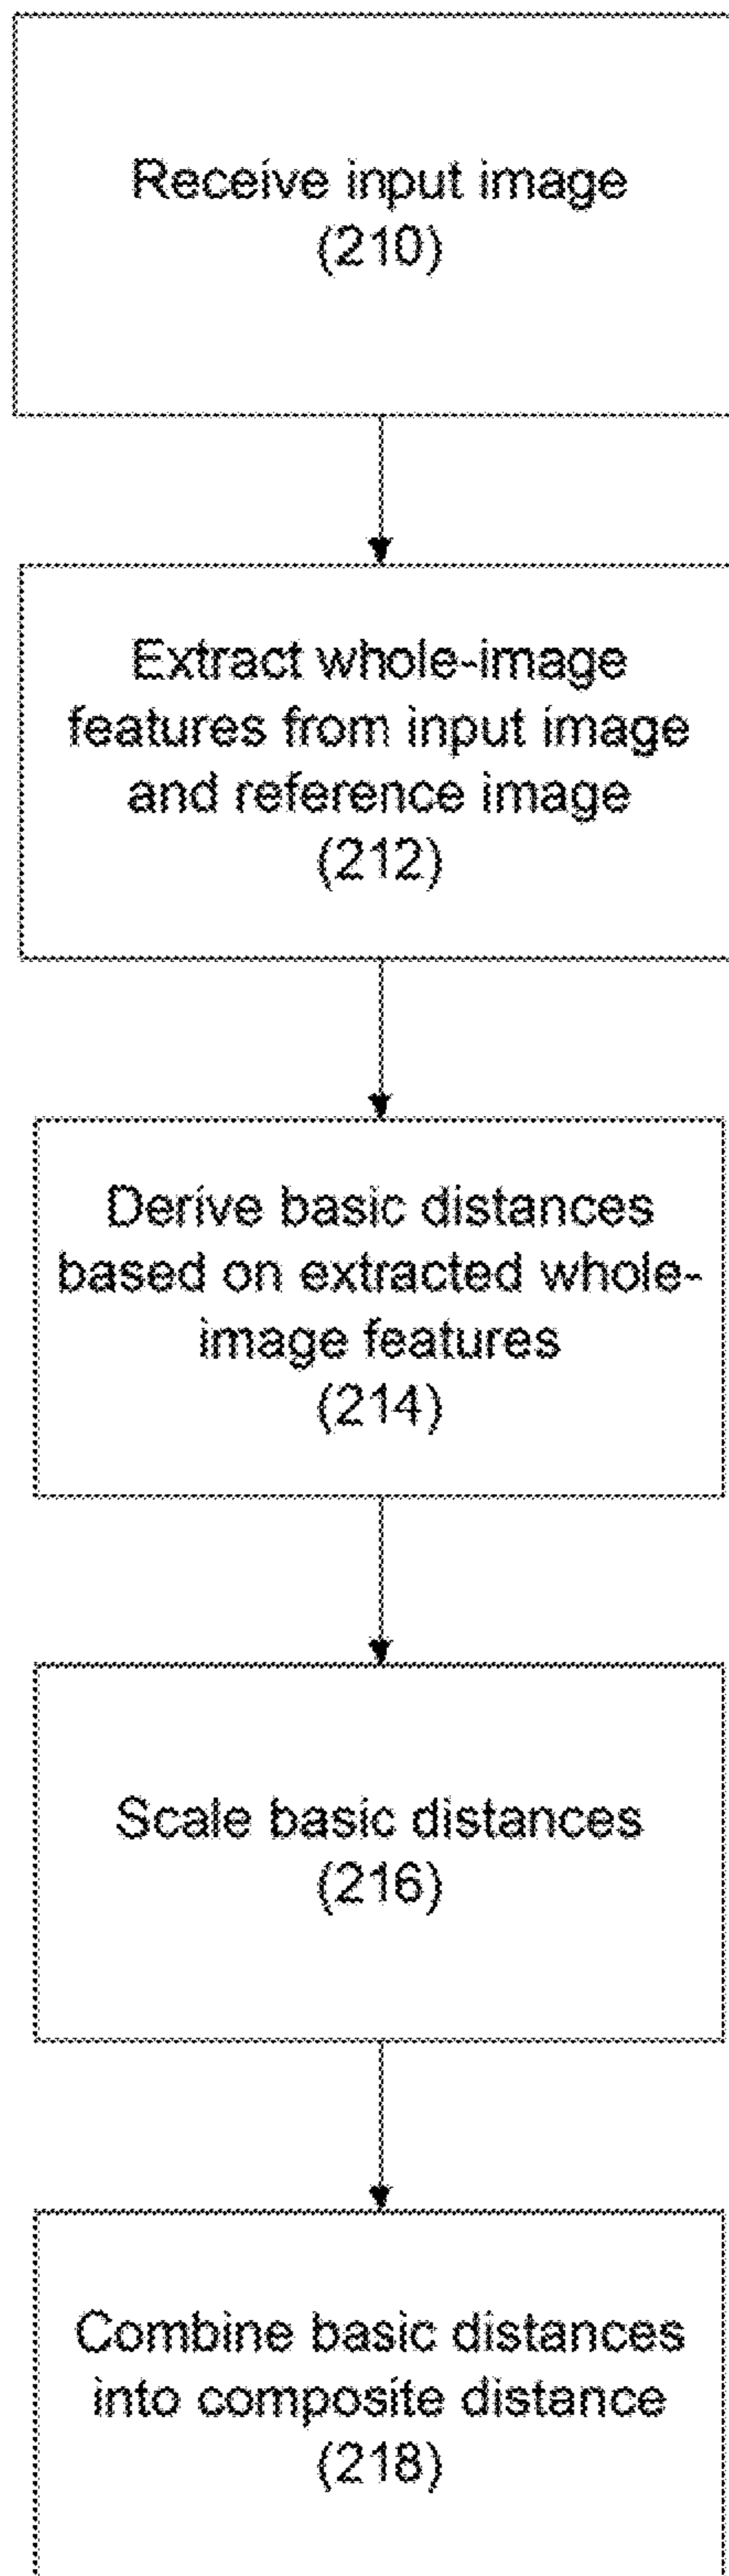 Receive input image
(210)
Extract whole-image
features from input image
and reference image
(212)
Derive basic distances
based on extracted whole-
image features
(214)
Scale basic distances
(216)
Combine basic distances
into composite distance
(218)